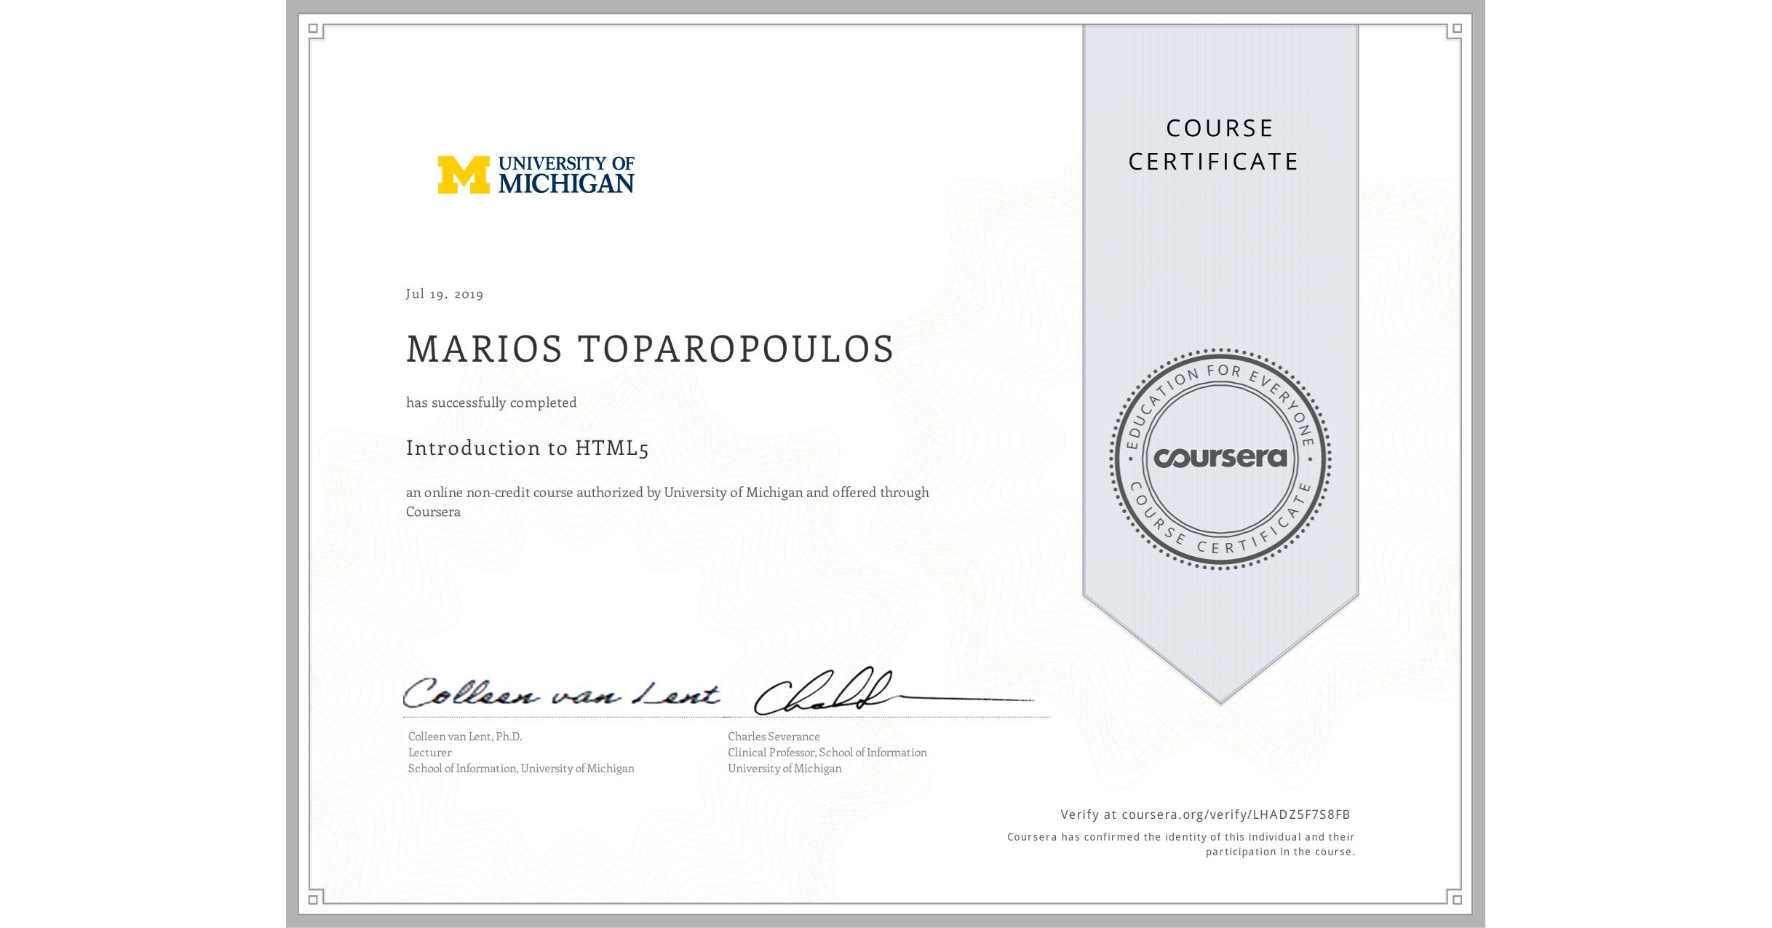 UNIVERSITY OF
MICHIGAN
COURSE
CERTIFICATE
Jul 19, 2019
MARIOS TOPAROPOULOS
has successfully completed
Introduction to HTML5
an online non-credit course authorized by University of Michigan and offered through
Coursera
EDUCATION FOR EVERYONE
coursera
COURSE CERTIFICATE
Colleen van Lent
Colleen van Lent, Ph.D.
Lecturer
School of Information, University of Michigan
Charles Severance
Clinical Professor, School of Information
University of Michigan
Verify at coursera.org/verify/LHADZ5F7S8FB
Coursera has confirmed the identity of this individual and their
participation in the course.